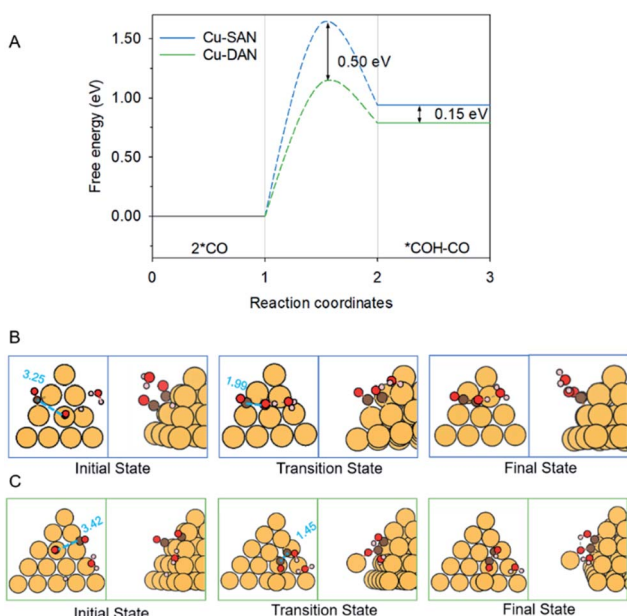 A
Cu-SAN
Cu-DAN
1.50
1.00
0.50
0.00
Free energy (eV)
0.50 eV
0.15 eV
2*CO
*COH-CO
0
1
2
3
Reaction coordinates
B
3.25
1.99
Initial State
Transition State
Final State
C
3.42
1.45
Initial State
Transition State
Final State